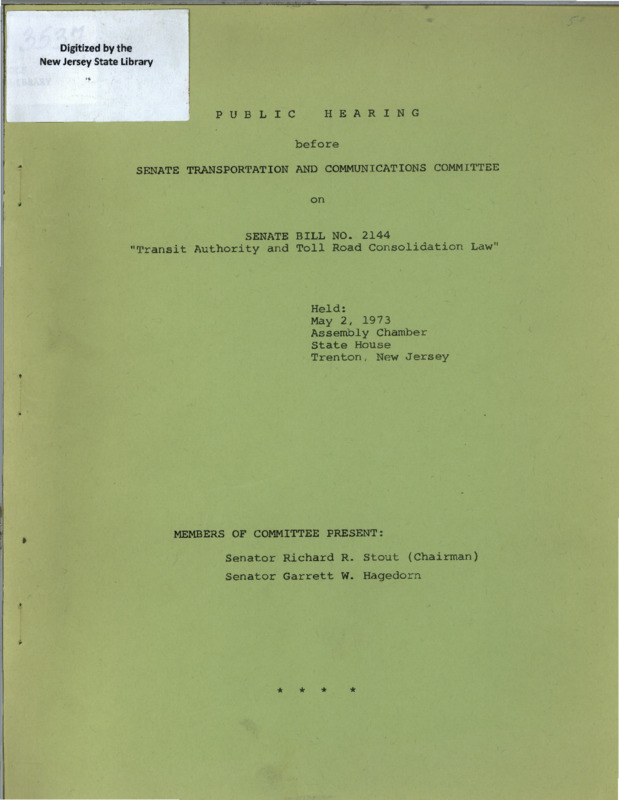 Digitized by the
New Jersey State Library
PUBLIC HEARING
before
SENATE TRANSPORTATION AND COMMUNICATIONS COMMITTEE
on
SENATE BILL NO. 2144
"Transit Authority and Toll Road Consolidation Law"
Held:
May 2, 1973
Assembly Chamber
State House
Trenton, New Jersey
MEMBERS OF COMMITTEE PRESENT:
Senator Richard R. Stout (Chairman)
Senator Garrett W. Hagedorn
* * * *